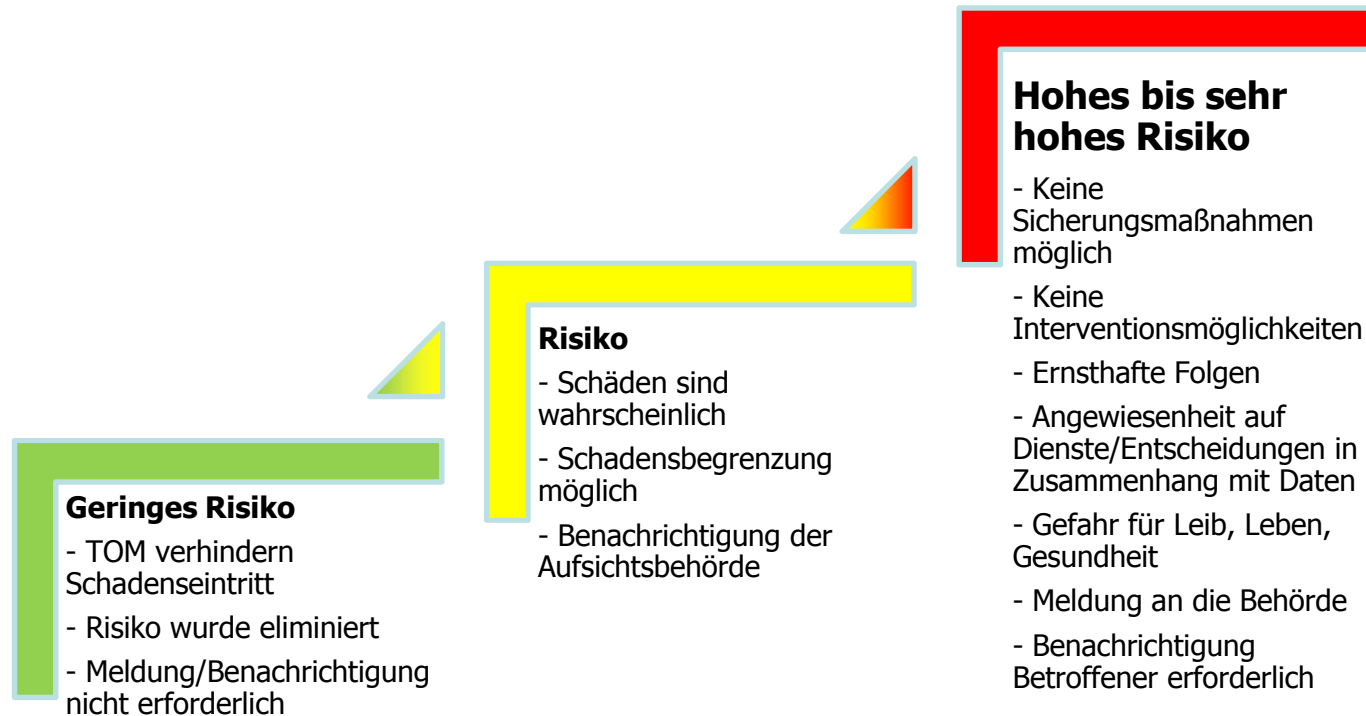 Geringes Risiko
- TOM verhindern
Schadenseintritt
- Risiko wurde eliminiert
- Meldung/Benachrichtigung
nicht erforderlich
Risiko
- Schäden sind
wahrscheinlich
- Schadensbegrenzung
möglich
- Benachrichtigung der
Aufsichtsbehörde
Hohes bis sehr
hohes Risiko
- Keine
Sicherungsmaßnahmen
möglich
- Keine
Interventionsmöglichkeiten
- Ernsthafte Folgen
- Angewiesenheit auf
Dienste/Entscheidungen in
Zusammenhang mit Daten
- Gefahr für Leib, Leben,
Gesundheit
- Meldung an die Behörde
- Benachrichtigung
Betroffener erforderlich